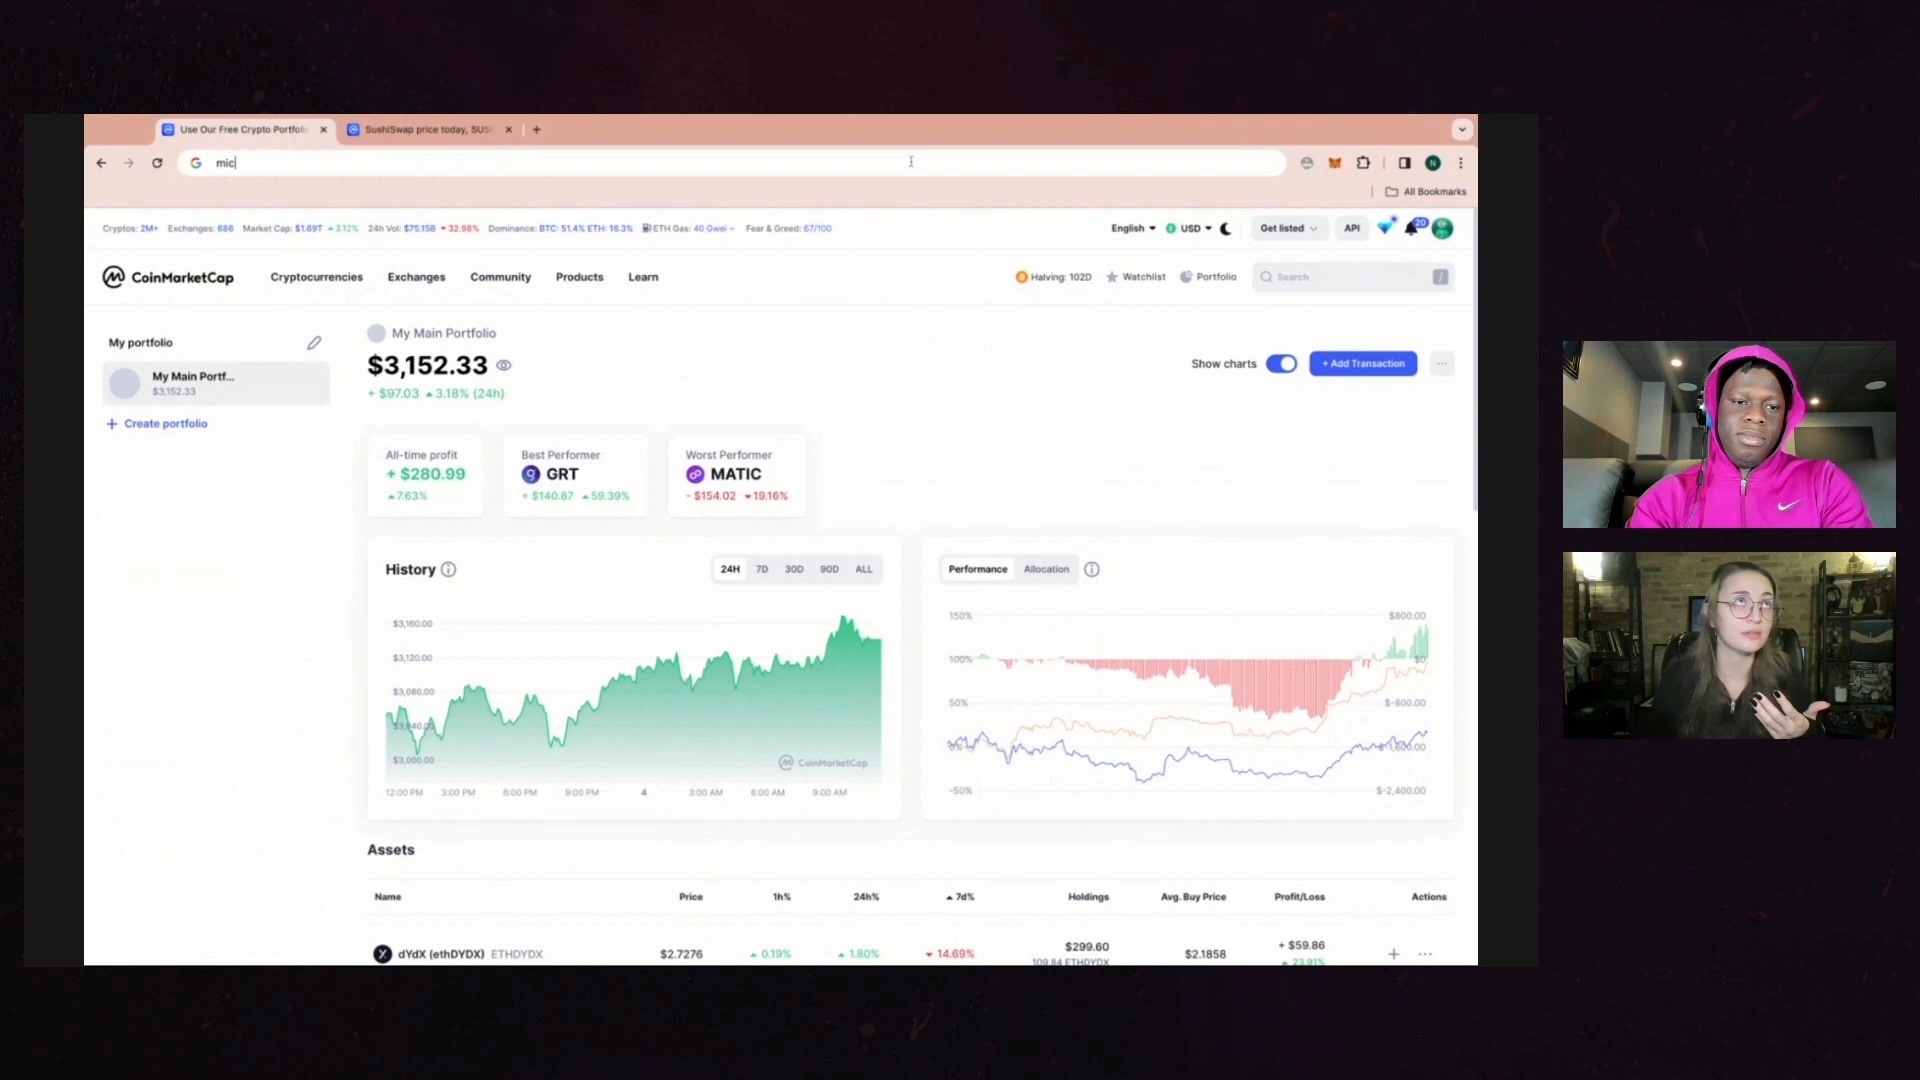 Use Our Free Crypto Portfolio
SushiSwap price today, SUS
mic
All Bookmarks
Cryptos: 2M+ Exchanges: 686 Market Cap: $1.69T 3.12% 24h Vol: $75.15B 32.98% Dominance: BTC: 51.4% ETH: 16.3% ETH Gas: 40 Gwei Fear & Greed: 67/100
English USD Get listed API 20
CoinMarketCap Cryptocurrencies Exchanges Community Products Learn
Halving: 102D Watchlist Portfolio Search /
My portfolio
My Main Portf...
$3,152.33
+ Create portfolio
My Main Portfolio
$3,152.33
+ $97.03 3.18% (24h)
Show charts + Add Transaction
All-time profit
+ $280.99
7.63%
Best Performer
GRT
+ $140.87 59.39%
Worst Performer
MATIC
- $154.02 19.16%
History
24H 7D 30D 90D ALL
$3,160.00
$3,120.00
$3,080.00
$3,040.00
$3,000.00
CoinMarketCap
12:00 PM 3:00 PM 6:00 PM 9:00 PM 4 3:00 AM 6:00 AM 9:00 AM
Performance Allocation
150% $800.00
100% $0
50% $-800.00
0%
-50% $-2,400.00
Assets
Name Price 1h% 24h% 7d% Holdings Avg. Buy Price Profit/Loss Actions
dYdX (ethDYDX) ETHDYDX $2.7276 0.19% 1.80% 14.69% $299.60 $2.1858 + $59.86
109.84 ETHDYDX 23.91%